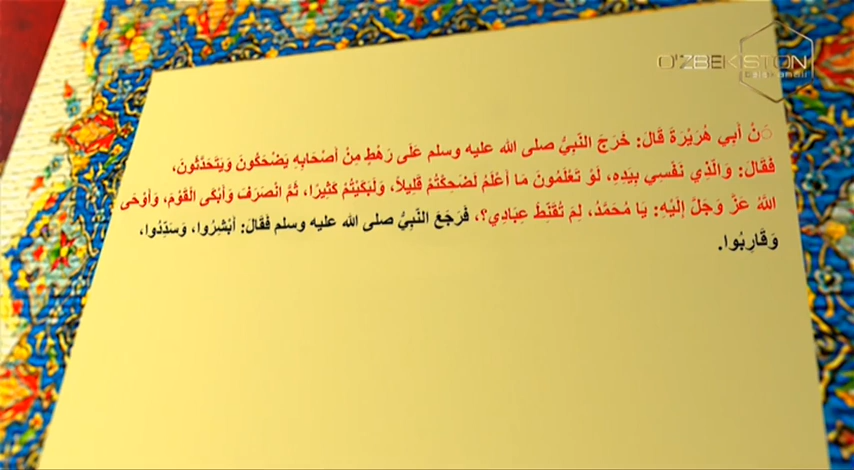 O'ZBEKISTON
َنْ أَبِي هُرَيْرَةَ قَالَ: خَرَجَ النَّبِيُّ صلى الله عليه وسلم عَلَى رَهْطٍ مِنْ أَصْحَابِهِ يَضْحَكُونَ وَيَتَحَدَّثُونَ،
فَقَالَ: وَالَّذِي نَفْسِي بِيَدِهِ، لَوْ تَعْلَمُونَ مَا أَعْلَمُ لَضَحِكْتُمْ قَلِيلاً، وَلَبَكَيْتُمْ كَثِيرًا، ثُمَّ انْصَرَفَ وَأَبْكَى الْقَوْمَ، وَأَوْحَى
اللهُ عَزَّ وَجَلَّ إِلَيْهِ: يَا مُحَمَّدُ، لِمَ تُقَنِّطُ عِبَادِي؟، فَرَجَعَ النَّبِيُّ صلى الله عليه وسلم فَقَالَ: أَبْشِرُوا، وَسَدِّدُوا،
وَقَارِبُوا.